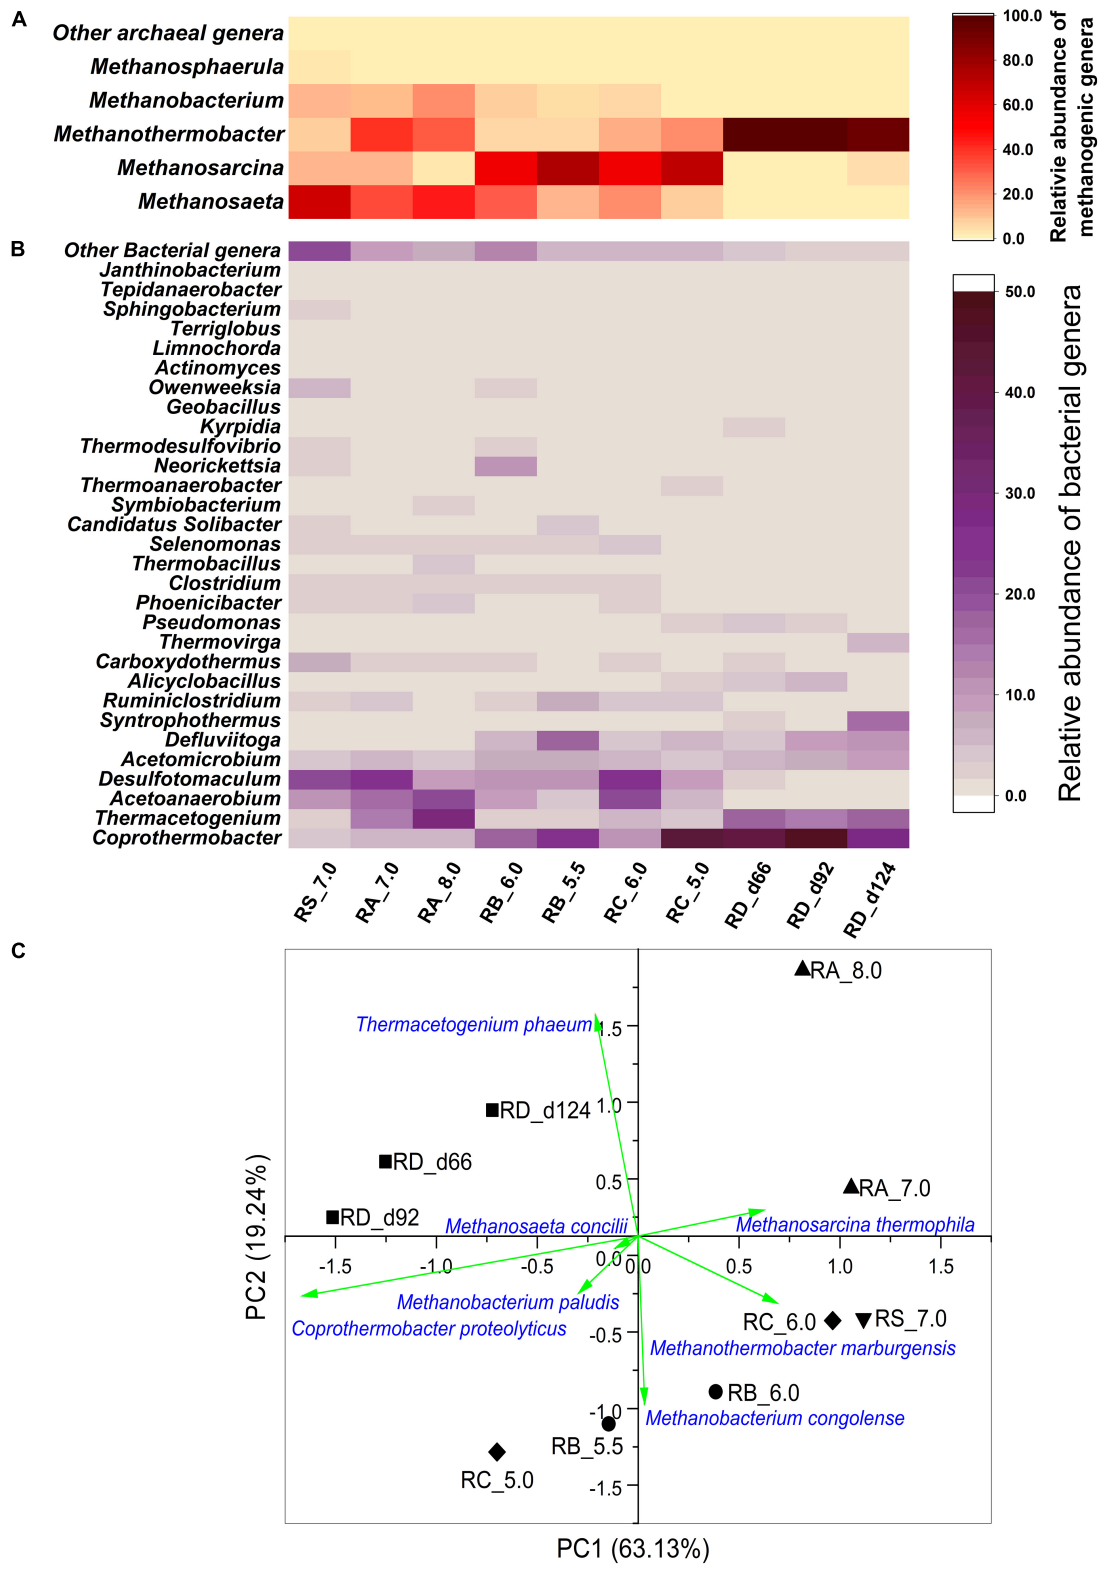 A
Other archaeal genera
Methanosphaerula
Methanobacterium
Methanothermobacter
Methanosarcina
Methanosaeta
100.0
80.0
60.0
40.0
20.0
0.0
Relativie abundance of
methanogenic genera
B
Other Bacterial genera
Janthinobacterium
Tepidanaerobacter
Sphingobacterium
Terriglobus
Limnochorda
Actinomyces
Owenweeksia
Geobacillus
Kyrpidia
Thermodesulfovibrio
Neorickettsia
Thermoanaerobacter
Symbiobacterium
Candidatus Solibacter
Selenomonas
Thermobacillus
Clostridium
Phoenicibacter
Pseudomonas
Thermovirga
Carboxydothermus
Alicyclobacillus
Ruminiclostridium
Syntrophothermus
Defluviitoga
Acetomicrobium
Desulfotomaculum
Acetoanaerobium
Thermacetogenium
Coprothermobacter
50.0
40.0
30.0
20.0
10.0
0.0
Relative abundance of bacterial genera
RS_7.0
RA_7.0
RA_8.0
RB_6.0
RB_5.5
RC_6.0
RC_5.0
RD_d66
RD_d92
RD_d124
C
RA_8.0
Thermacetogenium phaeum
1.5
RD_d124
1.0
RD_d66
0.5
RA_7.0
RD_d92
Methanosaeta concilii
Methanosarcina thermophila
0.0
-1.5
-1.0
-0.5
0.0
0.5
1.0
1.5
Methanobacterium paludis
Coprothermobacter proteolyticus
-0.5
RC_6.0
RS_7.0
Methanothermobacter marburgensis
RB_6.0
-1.0
Methanobacterium congolense
RB_5.5
RC_5.0
-1.5
PC2 (19.24%)
PC1 (63.13%)